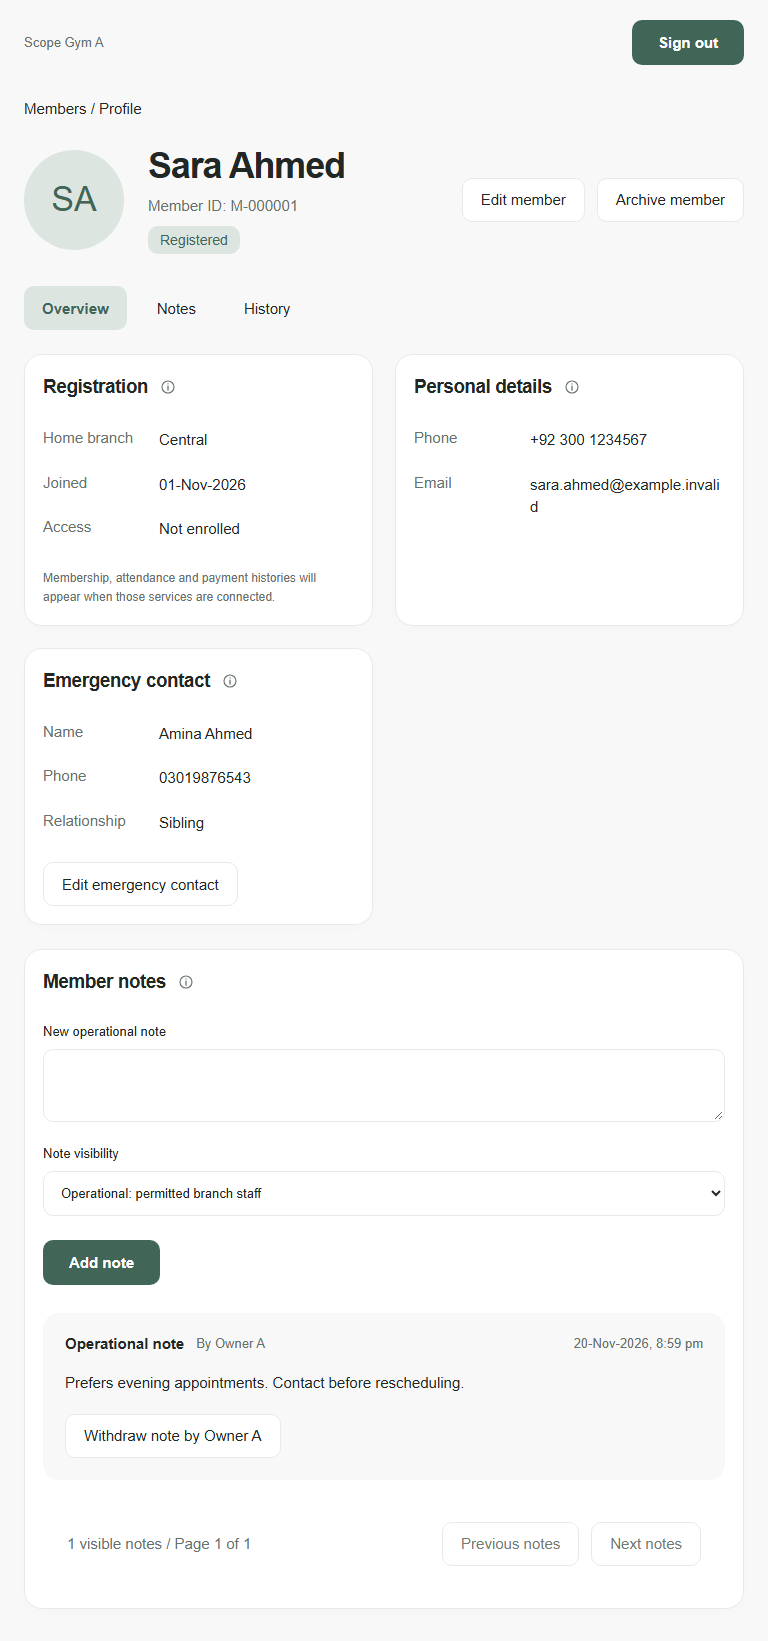 Scope Gym A
Sign out
Members / Profile
SA
Sara Ahmed
Member ID: M-000001
Registered
Edit member
Archive member
Overview
Notes
History
Registration
Home branch Central
Joined 01-Nov-2026
Access Not enrolled
Membership, attendance and payment histories will
appear when those services are connected.
Personal details
Phone +92 300 1234567
Email sara.ahmed@example.invali
d
Emergency contact
Name Amina Ahmed
Phone 03019876543
Relationship Sibling
Edit emergency contact
Member notes
New operational note
Note visibility
Operational: permitted branch staff
Add note
Operational note By Owner A 20-Nov-2026, 8:59 pm
Prefers evening appointments. Contact before rescheduling.
Withdraw note by Owner A
1 visible notes / Page 1 of 1
Previous notes
Next notes